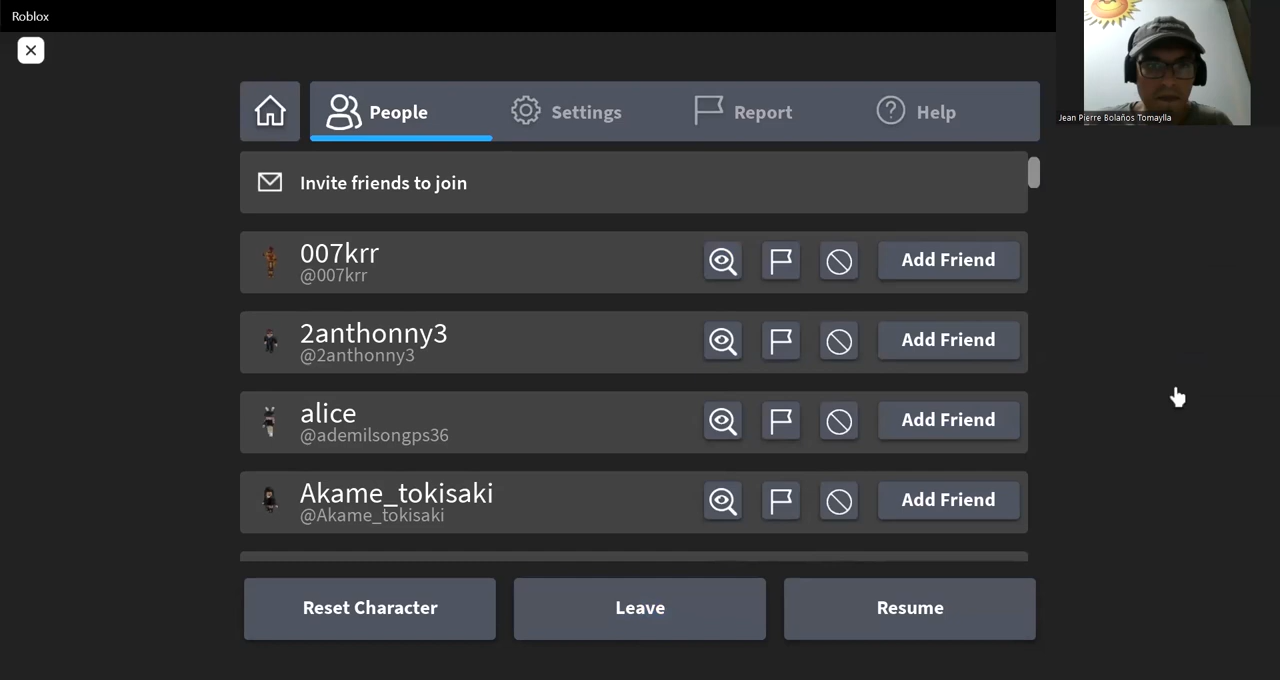 Roblox
People
Settings
Report
Help
Jean Pierre Bolaños Tomaylla
Invite friends to join
007krr
@007krr
Add Friend
2anthonny3
@2anthonny3
Add Friend
alice
@ademilsongps36
Add Friend
Akame_tokisaki
@Akame_tokisaki
Add Friend
Reset Character
Leave
Resume